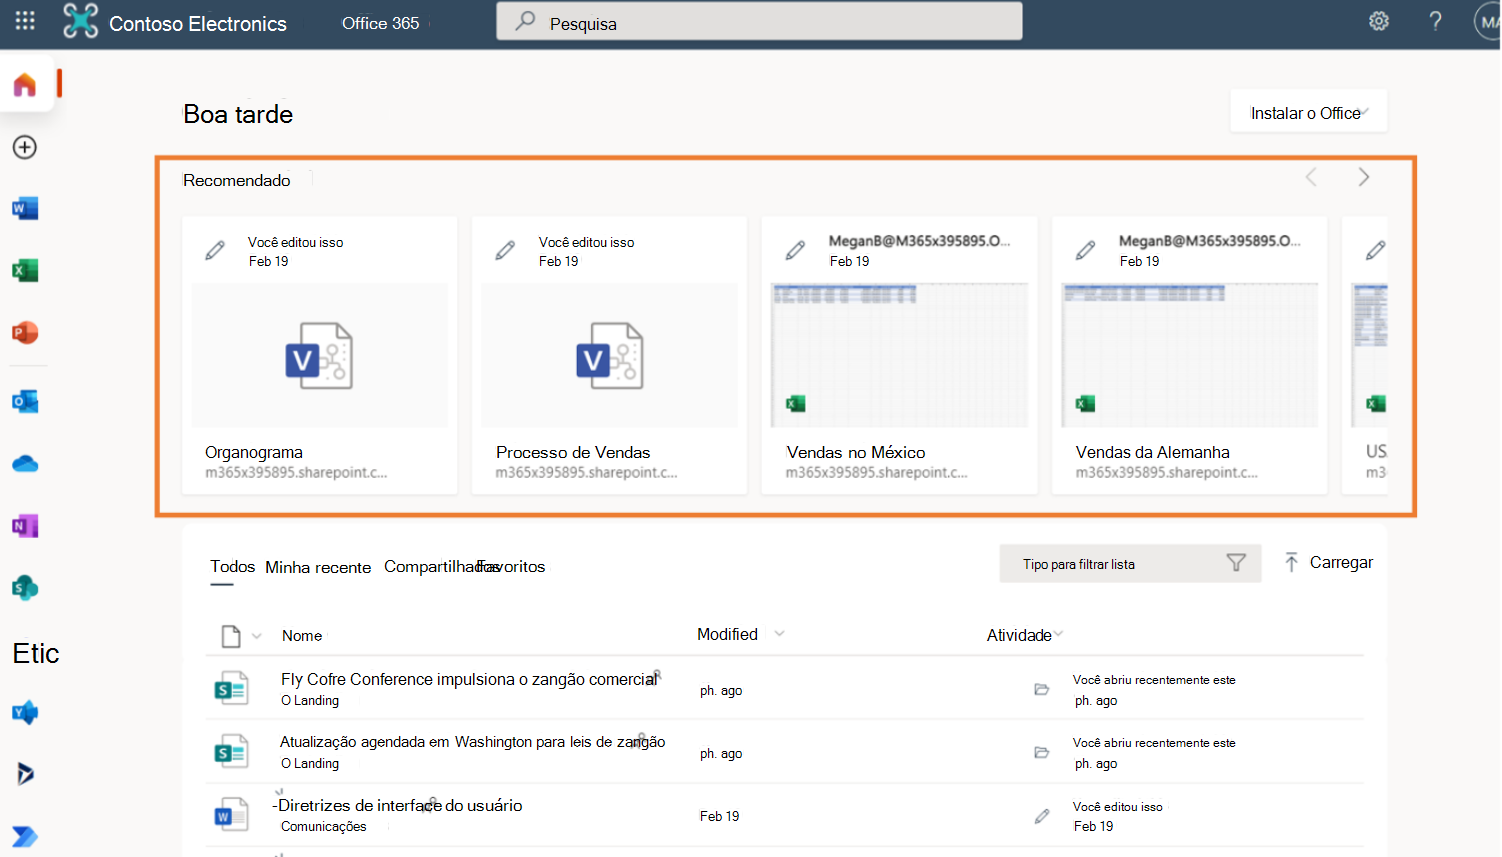 Contoso Electronics
Office 365
Pesquisa
?
MA
Boa tarde
Instalar o Office
Recomendado
Você editou isso
Feb 19
Organograma
m365x395895.sharepoint.c...
Você editou isso
Feb 19
Processo de Vendas
m365x395895.sharepoint.c...
MeganB@M365x395895.O...
Feb 19
Vendas no México
m365x395895.sharepoint.c...
MeganB@M365x395895.O...
Feb 19
Vendas da Alemanha
m365x395895.sharepoint.c...
US
m3
Etic
Todos Minha recente Compartilhados Favoritos
Tipo para filtrar lista
Carregar
Nome Modified Atividade
Fly Cofre Conference impulsiona o zangão comercial
O Landing
ph. ago
Você abriu recentemente este
ph. ago
Atualização agendada em Washington para leis de zangão
O Landing
ph. ago
Você abriu recentemente este
ph. ago
-Diretrizes de interface do usuário
Comunicações
Feb 19
Você editou isso
Feb 19